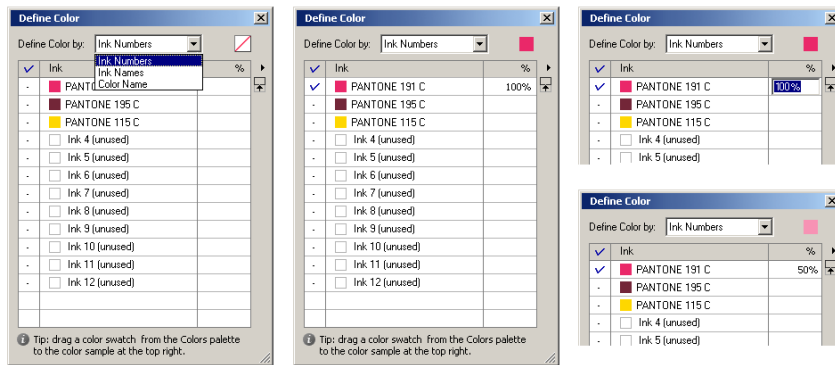 Define Color
Define Color by: Ink Numbers
Ink Numbers
Ink Names
Color Name
Ink %
PANTO
PANTONE 195 C
PANTONE 115 C
Ink 4 (unused)
Ink 5 (unused)
Ink 6 (unused)
Ink 7 (unused)
Ink 8 (unused)
Ink 9 (unused)
Ink 10 (unused)
Ink 11 (unused)
Ink 12 (unused)
Tip: drag a color swatch from the Colors palette
to the color sample at the top right.
Define Color
Define Color by: Ink Numbers
Ink %
PANTONE 191 C 100%
PANTONE 195 C
PANTONE 115 C
Ink 4 (unused)
Ink 5 (unused)
Ink 6 (unused)
Ink 7 (unused)
Ink 8 (unused)
Ink 9 (unused)
Ink 10 (unused)
Ink 11 (unused)
Ink 12 (unused)
Tip: drag a color swatch from the Colors palette
to the color sample at the top right.
Define Color
Define Color by: Ink Numbers
Ink %
PANTONE 191 C 100%
PANTONE 195 C
PANTONE 115 C
Ink 4 (unused)
Ink 5 (unused)
Define Color
Define Color by: Ink Numbers
Ink %
PANTONE 191 C 50%
PANTONE 195 C
PANTONE 115 C
Ink 4 (unused)
Ink 5 (unused)